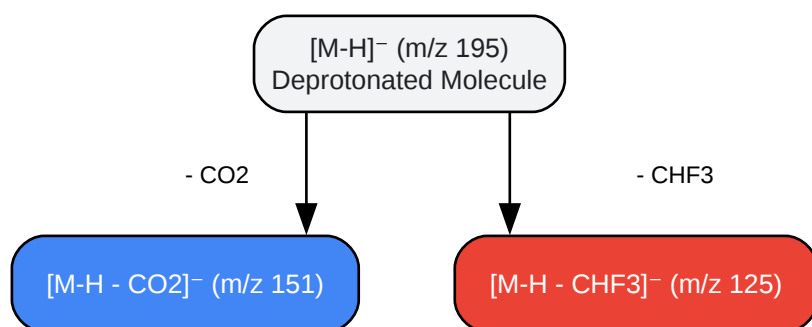 [M-H]⁻ (m/z 195)
Deprotonated Molecule
- CO2
- CHF3
[M-H - CO2]⁻ (m/z 151)
[M-H - CHF3]⁻ (m/z 125)